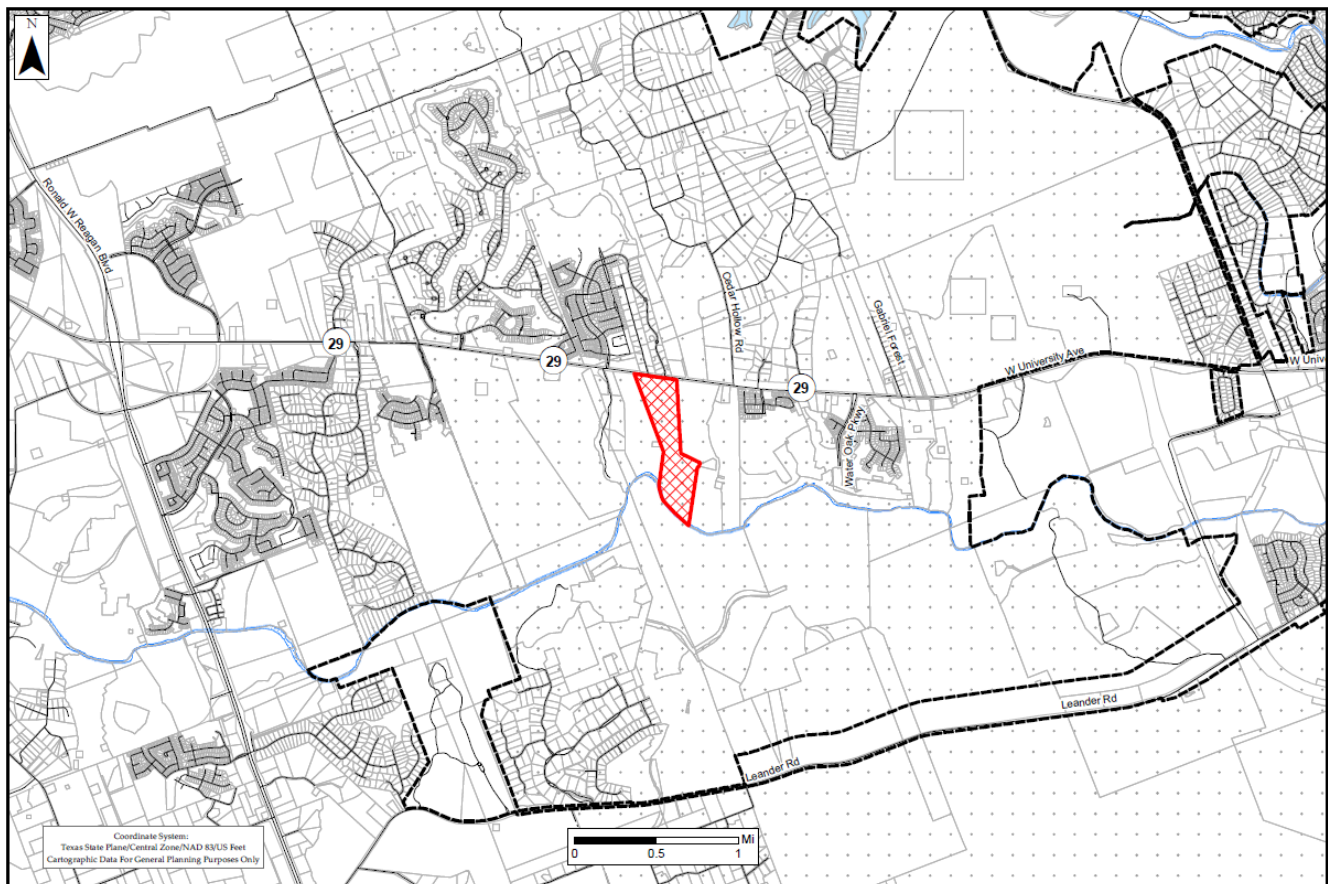 N
Ronald W Reagan Blvd
Cedar Hollow Rd
Gabriel Forest
29
29
29
W University Ave
W Unive
Water Oak Pkwy
Leander Rd
Leander Rd
Coordinate System:
Texas State Plane/Central Zone/NAD 83/US Feet
Cartographic Data For General Planning Purposes Only
Mi
0
0.5
1